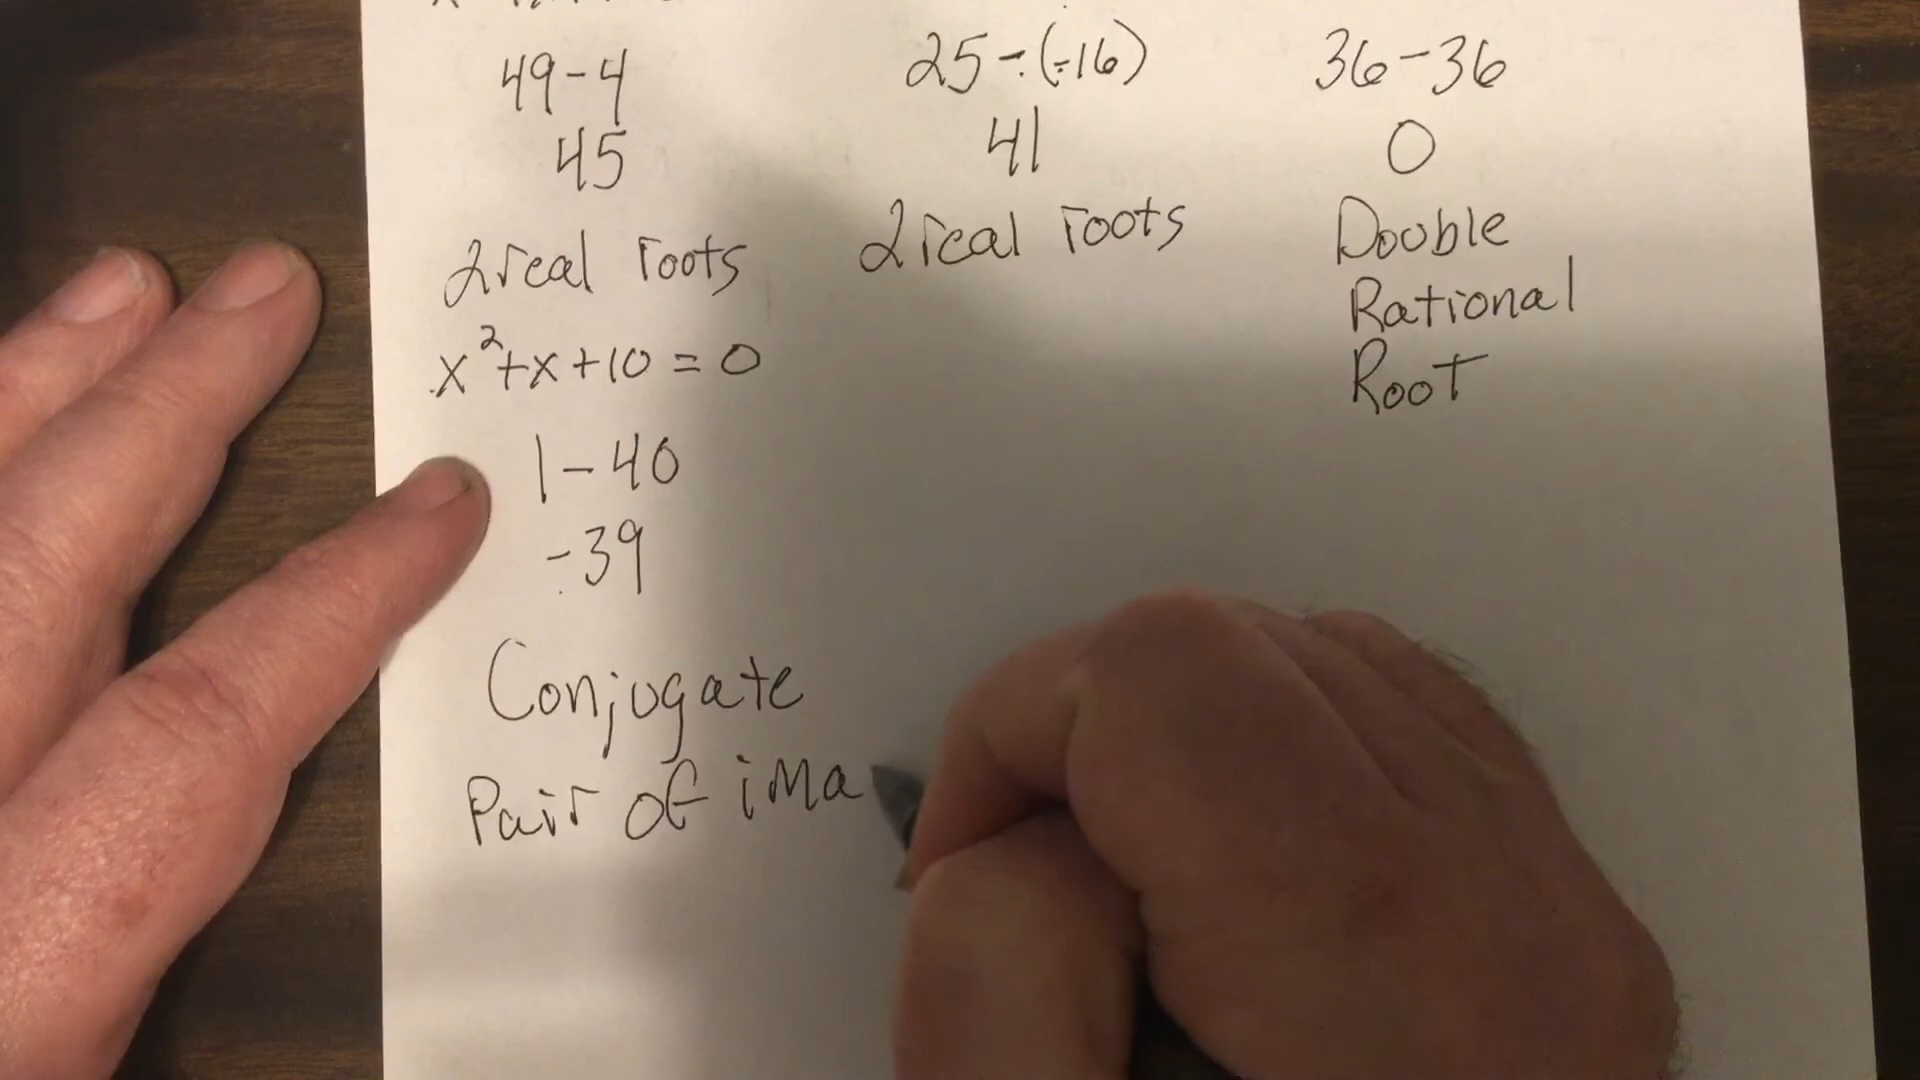 49-4
45
2 real roots
25-(-16)
41
2 real roots
36-36
0
Double
Rational
Root
x²+x+10=0
1-40
-39
Conjugate
Pair of ima